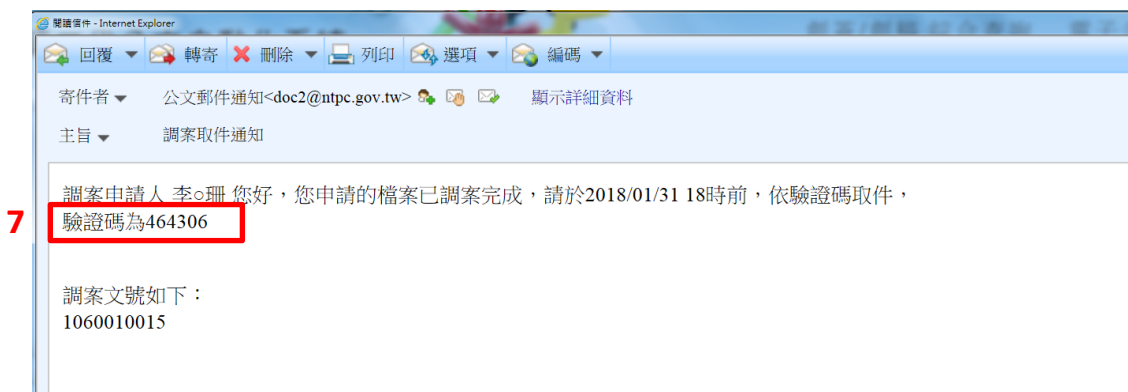 閱讀信件 - Internet Explorer
回覆 轉寄 刪除 列印 選項 編碼
寄件者 公文郵件通知<doc2@ntpc.gov.tw> 顯示詳細資料
主旨 調案取件通知
調案申請人 李○珊 您好，您申請的檔案已調案完成，請於2018/01/31 18時前，依驗證碼取件，
7 驗證碼為464306
調案文號如下：
1060010015